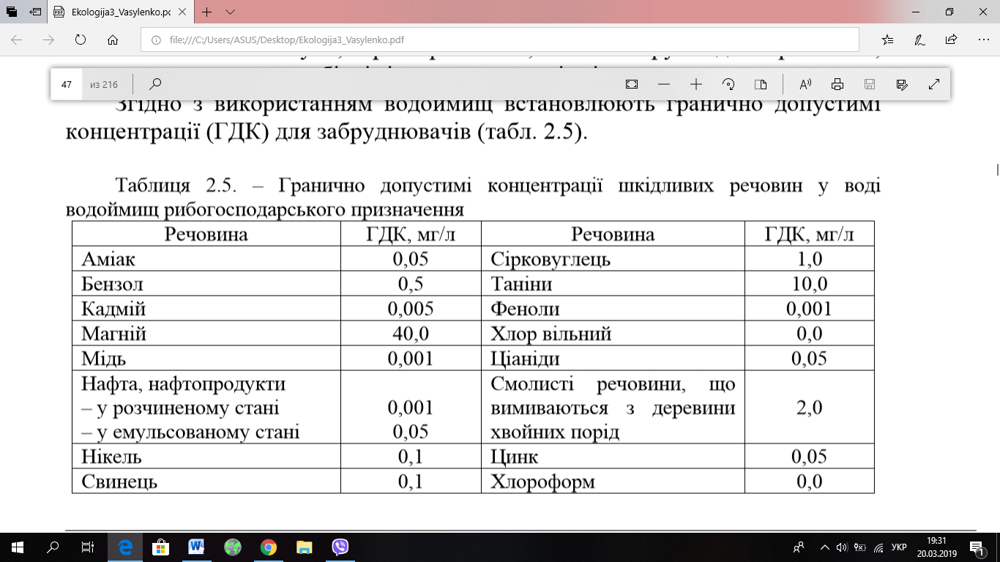 Ekologija3_Vasylenko.pc
file:///C:/Users/ASUS/Desktop/Ekologija3_Vasylenko.pdf
47 из 216
Згідно з використанням водоймищ встановлюють гранично допустимі
концентрації (ГДК) для забруднювачів (табл. 2.5).
Таблиця 2.5. – Гранично допустимі концентрації шкідливих речовин у воді
водоймищ рибогосподарського призначення
Речовина ГДК, мг/л Речовина ГДК, мг/л
Аміак 0,05 Сірковуглець 1,0
Бензол 0,5 Таніни 10,0
Кадмій 0,005 Феноли 0,001
Магній 40,0 Хлор вільний 0,0
Мідь 0,001 Ціаніди 0,05
Нафта, нафтопродукти Смолисті речовини, що
– у розчиненому стані 0,001 вимиваються з деревини 2,0
– у емульсованому стані 0,05 хвойних порід
Нікель 0,1 Цинк 0,05
Свинець 0,1 Хлороформ 0,0
УКР
19:31
20.03.2019
1